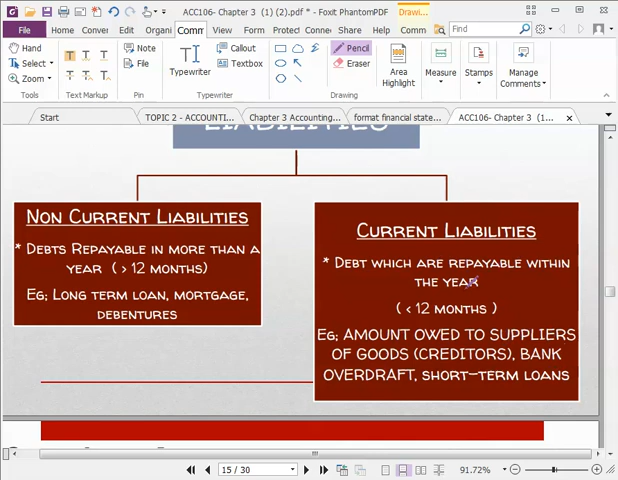 ACC106- Chapter 3 (1) (2).pdf * - Foxit PhantomPDF
Drawi...
File Hom Conv Edit Organi Comm View Form Protect Share Help
Find
Hand
Select
Zoom
Tools
Text Markup
Note
File
Pin
Typewriter
Callout
Textbox
Typewriter
Drawing
Pencil
Eraser
Area
Highlight
Measure
Stamps
Manage
Comments
Start TOPIC 2 - ACCOUNTI... Chapter 3 Accounting... format financial state... ACC106- Chapter 3 (1...
LIABILITIES
Non Current Liabilities
* Debts Repayable in more than a
year ( > 12 months)
Eg; Long term loan, mortgage,
debentures
Current Liabilities
* Debt which are repayable within
the year
( < 12 months )
Eg; AMOUNT OWED TO SUPPLIERS
OF GOODS (CREDITORS), BANK
OVERDRAFT, short-term loans
15 / 30
91.72%